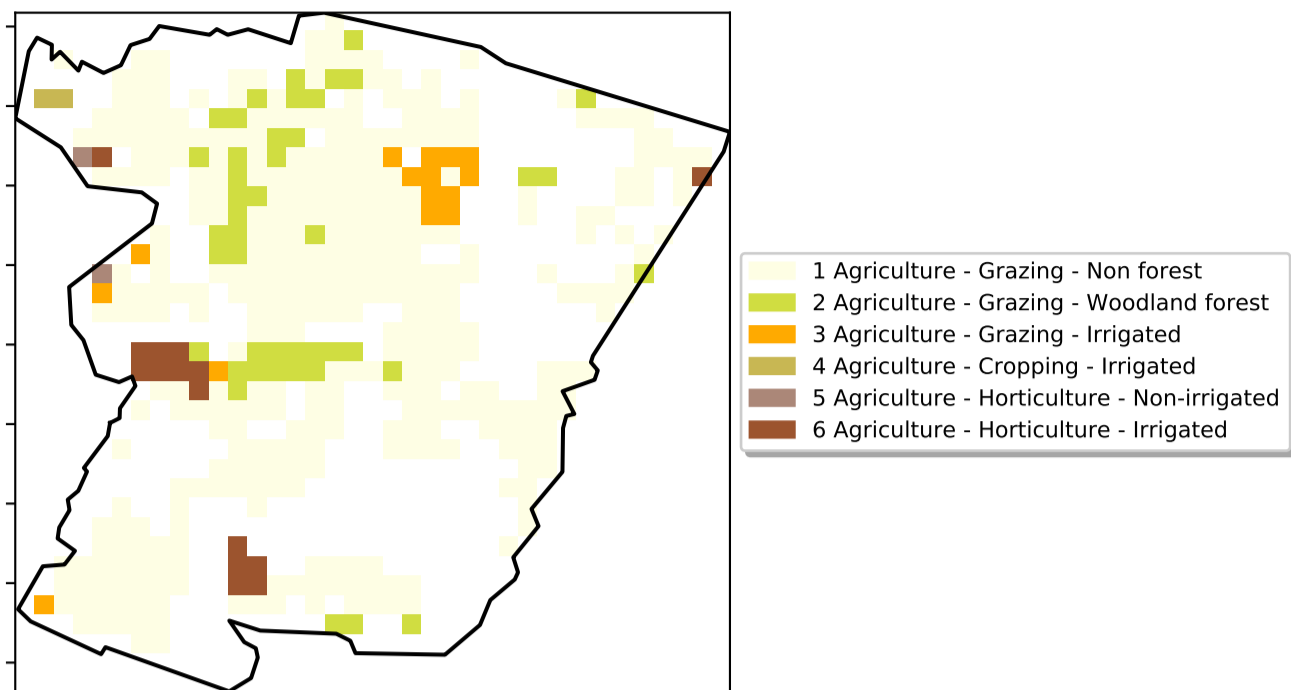 1 Agriculture - Grazing - Non forest
2 Agriculture - Grazing - Woodland forest
3 Agriculture - Grazing - Irrigated
4 Agriculture - Cropping - Irrigated
5 Agriculture - Horticulture - Non-irrigated
6 Agriculture - Horticulture - Irrigated